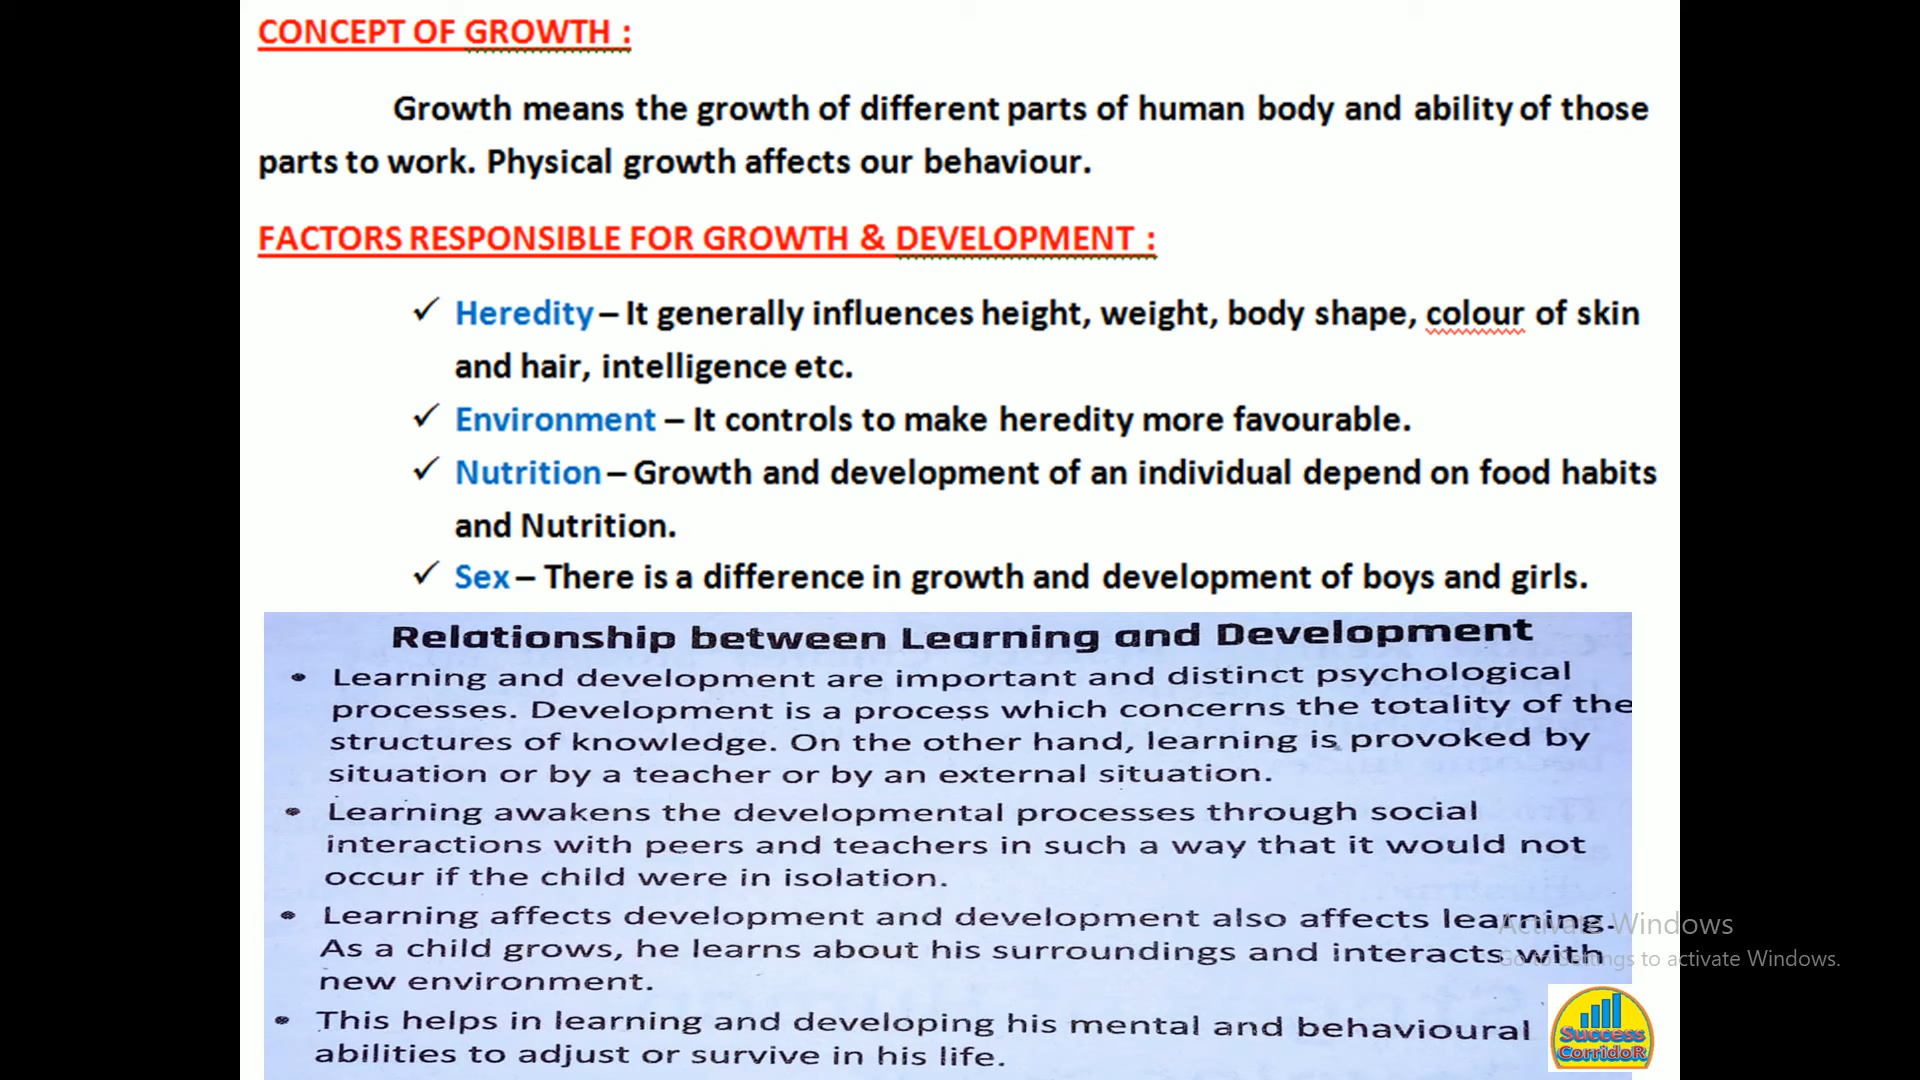 CONCEPT OF GROWTH :
Growth means the growth of different parts of human body and ability of those
parts to work. Physical growth affects our behaviour.
FACTORS RESPONSIBLE FOR GROWTH & DEVELOPMENT :
✓ Heredity – It generally influences height, weight, body shape, colour of skin
and hair, intelligence etc.
✓ Environment – It controls to make heredity more favourable.
✓ Nutrition – Growth and development of an individual depend on food habits
and Nutrition.
✓ Sex – There is a difference in growth and development of boys and girls.
Relationship between Learning and Development
• Learning and development are important and distinct psychological
processes. Development is a process which concerns the totality of the
structures of knowledge. On the other hand, learning is provoked by
situation or by a teacher or by an external situation.
• Learning awakens the developmental processes through social
interactions with peers and teachers in such a way that it would not
occur if the child were in isolation.
• Learning affects development and development also affects learning.
As a child grows, he learns about his surroundings and interacts with
new environment.
• This helps in learning and developing his mental and behavioural
abilities to adjust or survive in his life.
Activate Windows
Go to Settings to activate Windows.
Success
CorridoR